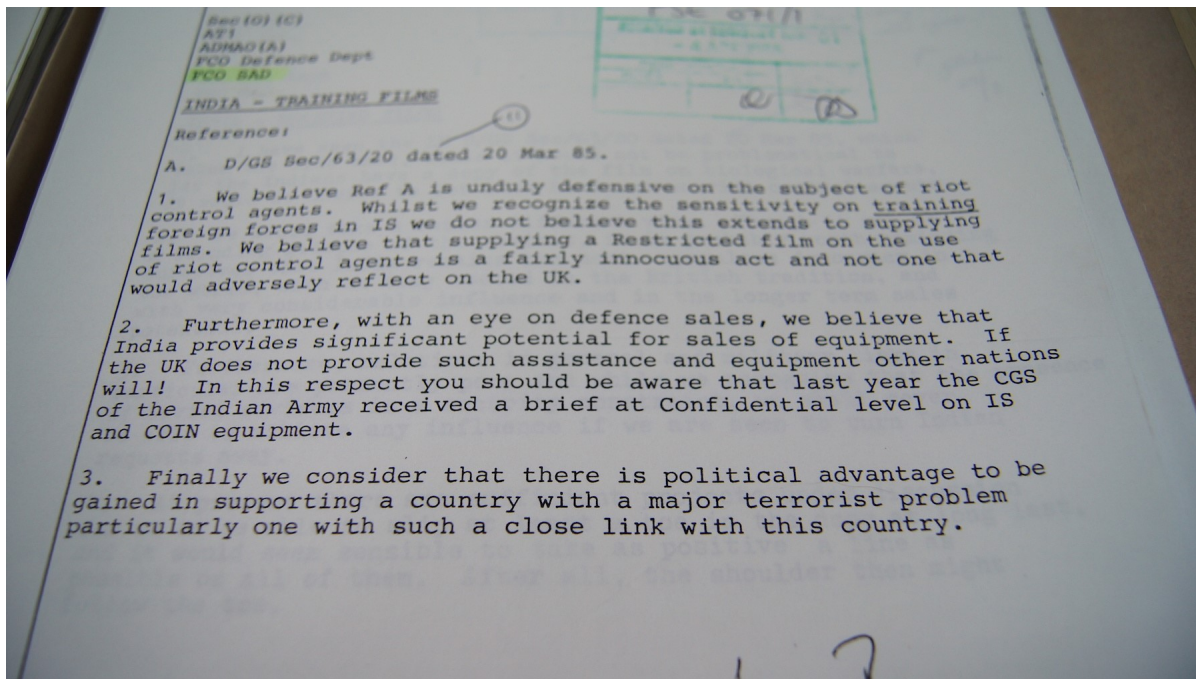 Sec(O)(C)
AT1
ADMAO(A)
FCO Defence Dept
FCO SAD
INDIA - TRAINING FILMS
Reference:
A. D/GS Sec/63/20 dated 20 Mar 85.
1. We believe Ref A is unduly defensive on the subject of riot
control agents. Whilst we recognize the sensitivity on training
foreign forces in IS we do not believe this extends to supplying
films. We believe that supplying a Restricted film on the use
of riot control agents is a fairly innocuous act and not one that
would adversely reflect on the UK.
2. Furthermore, with an eye on defence sales, we believe that
India provides significant potential for sales of equipment. If
the UK does not provide such assistance and equipment other nations
will! In this respect you should be aware that last year the CGS
of the Indian Army received a brief at Confidential level on IS
and COIN equipment.
3. Finally we consider that there is political advantage to be
gained in supporting a country with a major terrorist problem
particularly one with such a close link with this country.